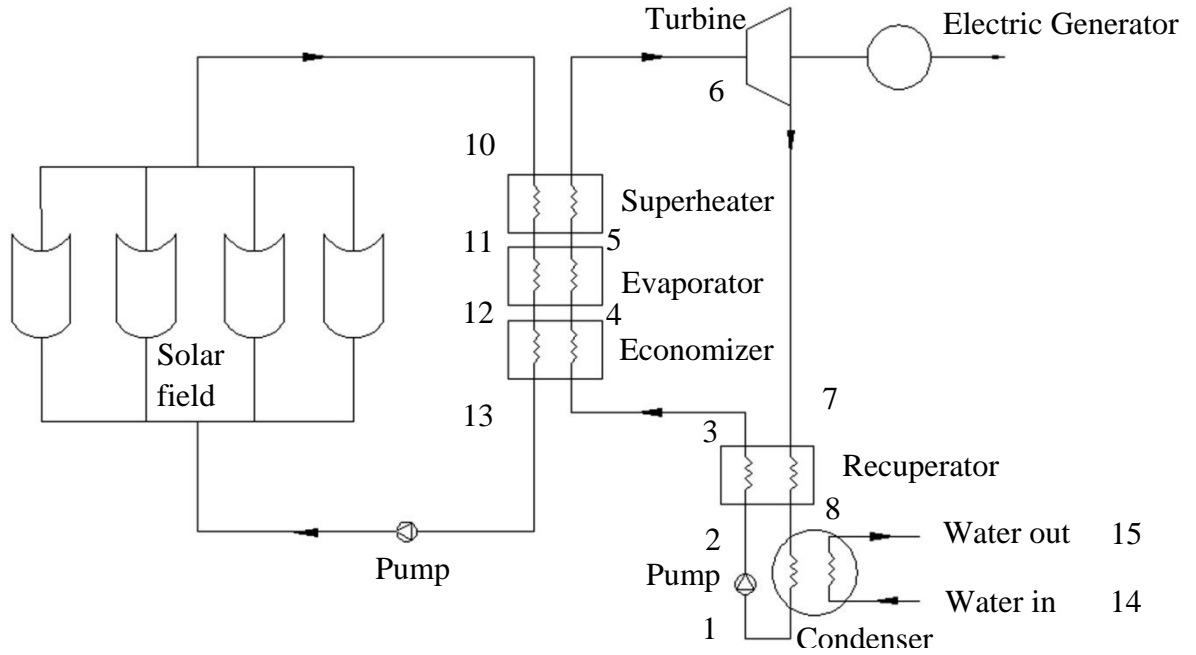 Turbine
Electric Generator
6
10
Superheater
11
5
Evaporator
12
4
Economizer
Solar
field
13
7
3
Recuperator
8
2
Water out 15
Pump
Pump
Water in 14
1
Condenser